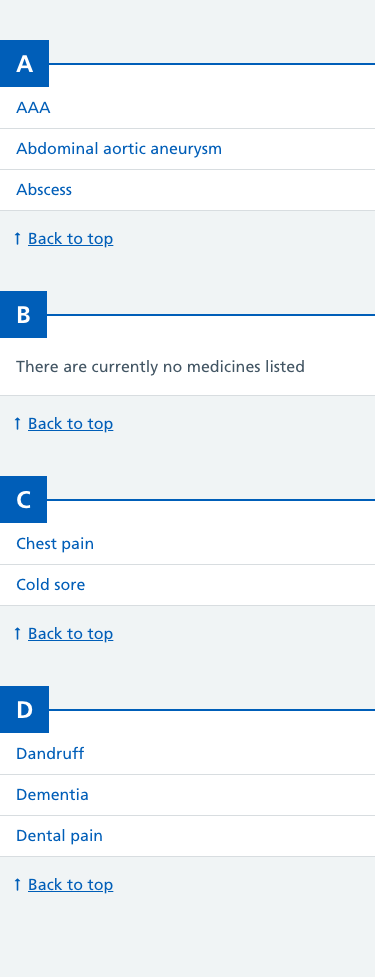 A
AAA
Abdominal aortic aneurysm
Abscess
↑ Back to top
B
There are currently no medicines listed
↑ Back to top
C
Chest pain
Cold sore
↑ Back to top
D
Dandruff
Dementia
Dental pain
↑ Back to top